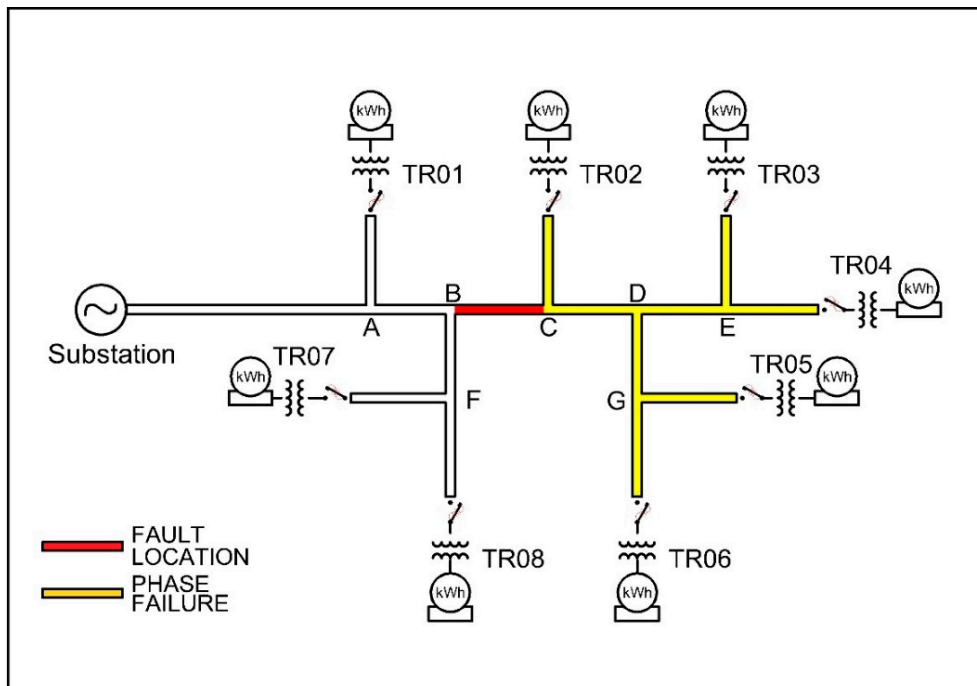 kWh
kWh
kWh
TR01
TR02
TR03
TR04
kWh
B
D
A
C
E
Substation
TR07
kWh
TR05
kWh
F
G
FAULT
LOCATION
PHASE
FAILURE
TR08
TR06
kWh
kWh